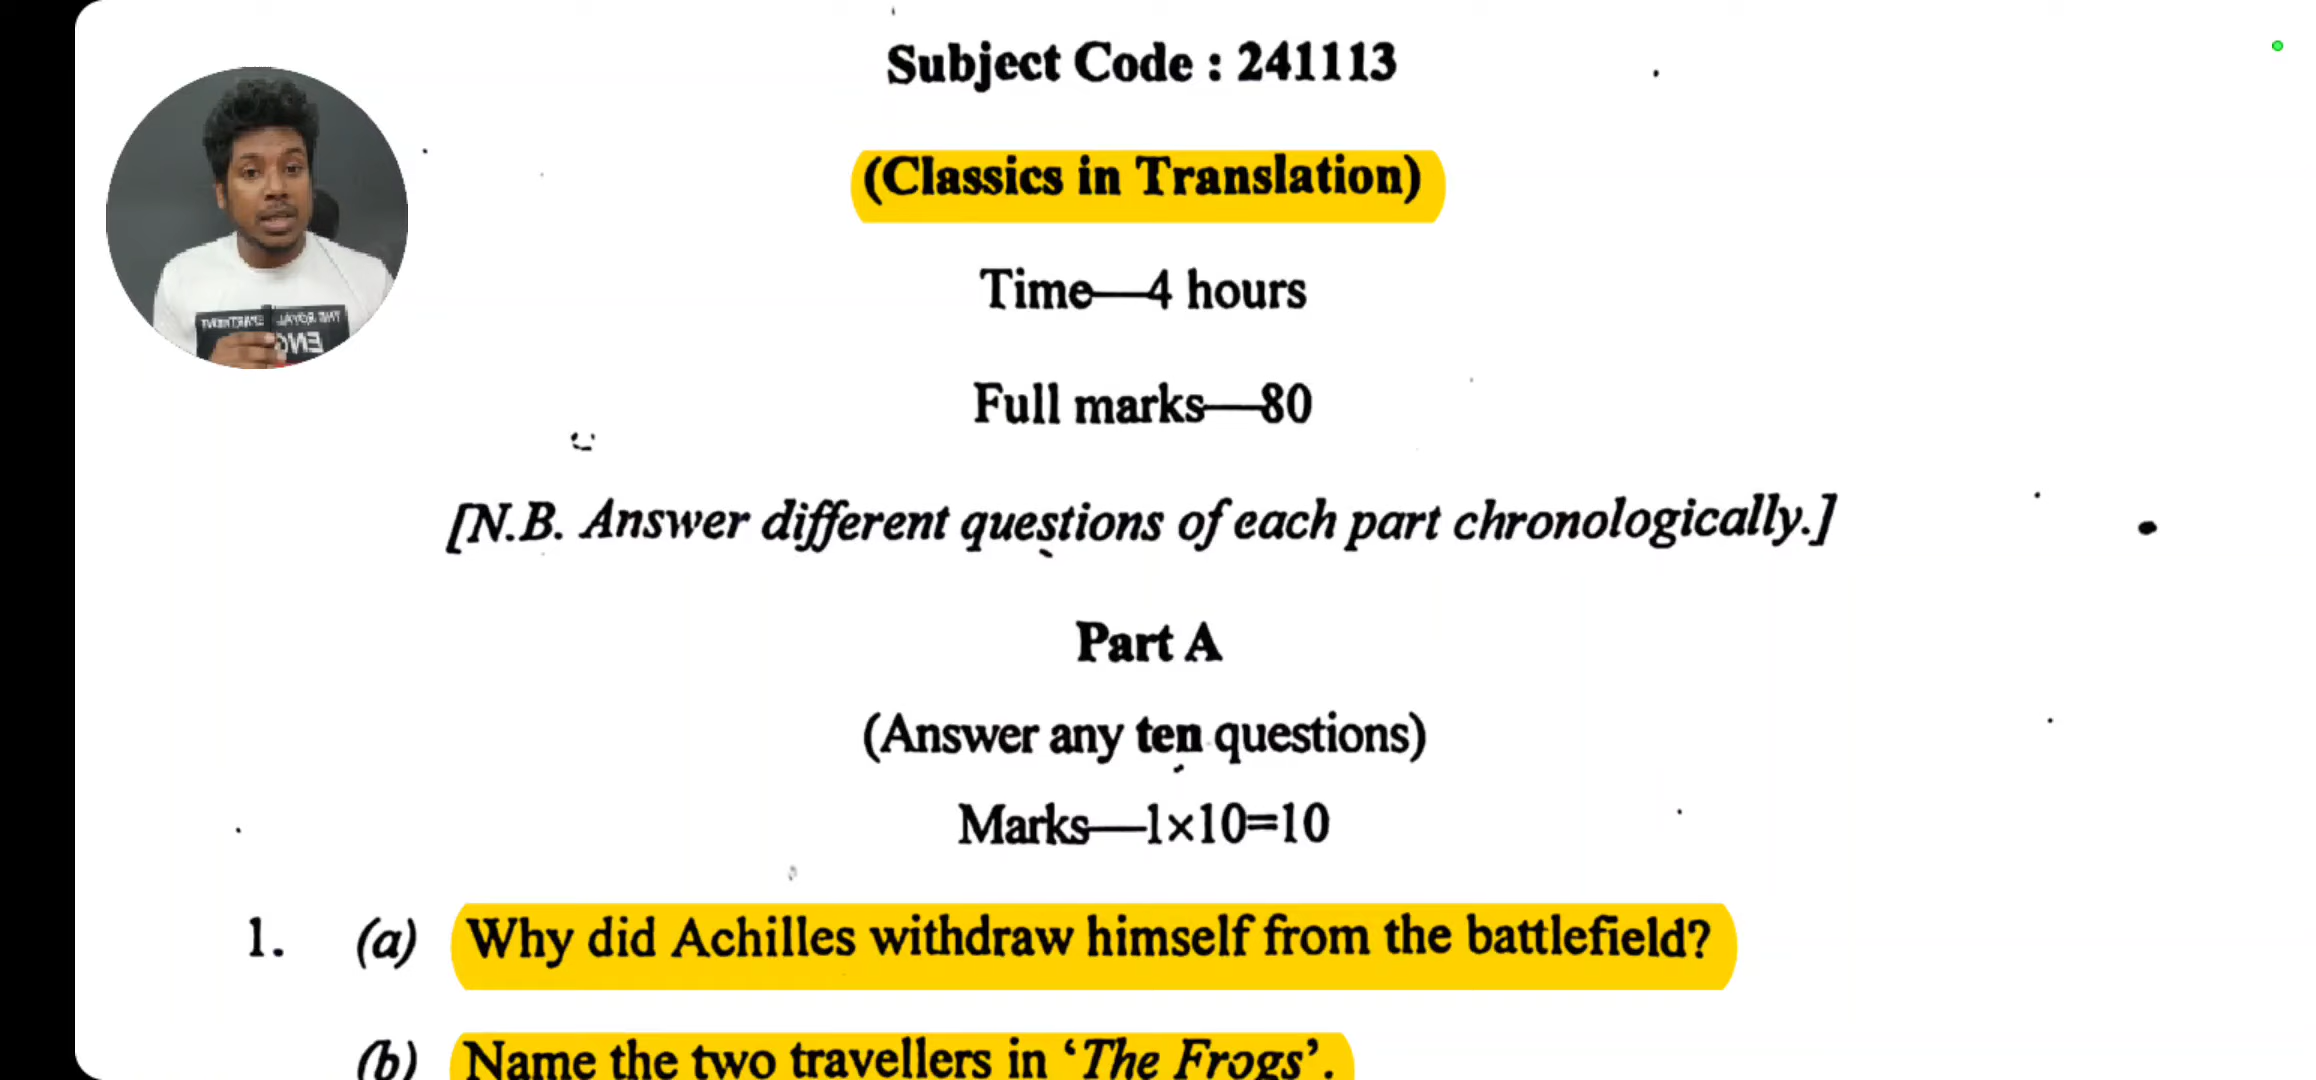 Subject Code : 241113
(Classics in Translation)
Time—4 hours
Full marks—80
[N.B. Answer different questions of each part chronologically.]
Part A
(Answer any ten questions)
Marks—1×10=10
1. (a) Why did Achilles withdraw himself from the battlefield?
(b) Name the two travellers in ‘The Frogs’.